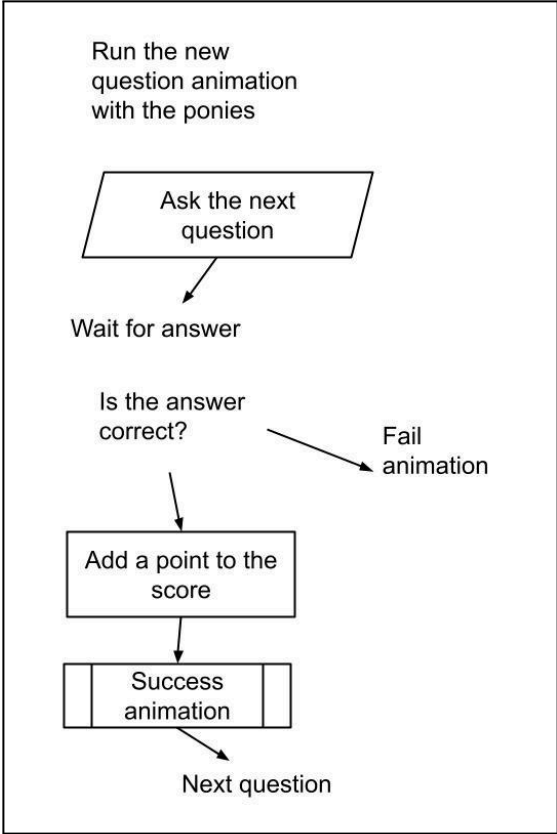 Run the new
question animation
with the ponies
Ask the next
question
Wait for answer
Is the answer
correct?
Fail
animation
Add a point to the
score
Success
animation
Next question